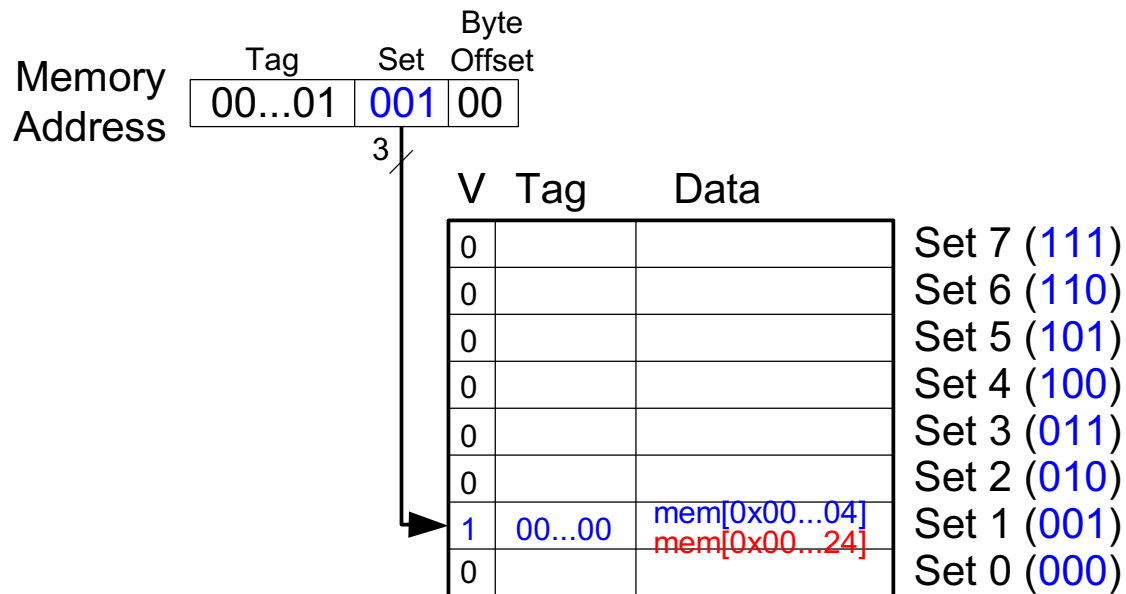 Byte
Tag Set Offset
Memory Address
00...01 001 00
3
V Tag Data
0 Set 7 (111)
0 Set 6 (110)
0 Set 5 (101)
0 Set 4 (100)
0 Set 3 (011)
0 Set 2 (010)
1 00...00 mem[0x00...04] Set 1 (001)
mem[0x00...24]
0 Set 0 (000)